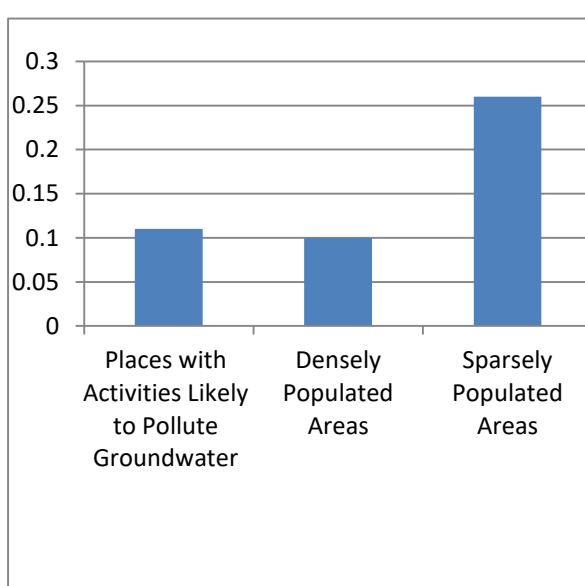 0.3
0.25
0.2
0.15
0.1
0.05
0
Places with
Activities Likely
to Pollute
Groundwater
Densely
Populated
Areas
Sparsely
Populated
Areas